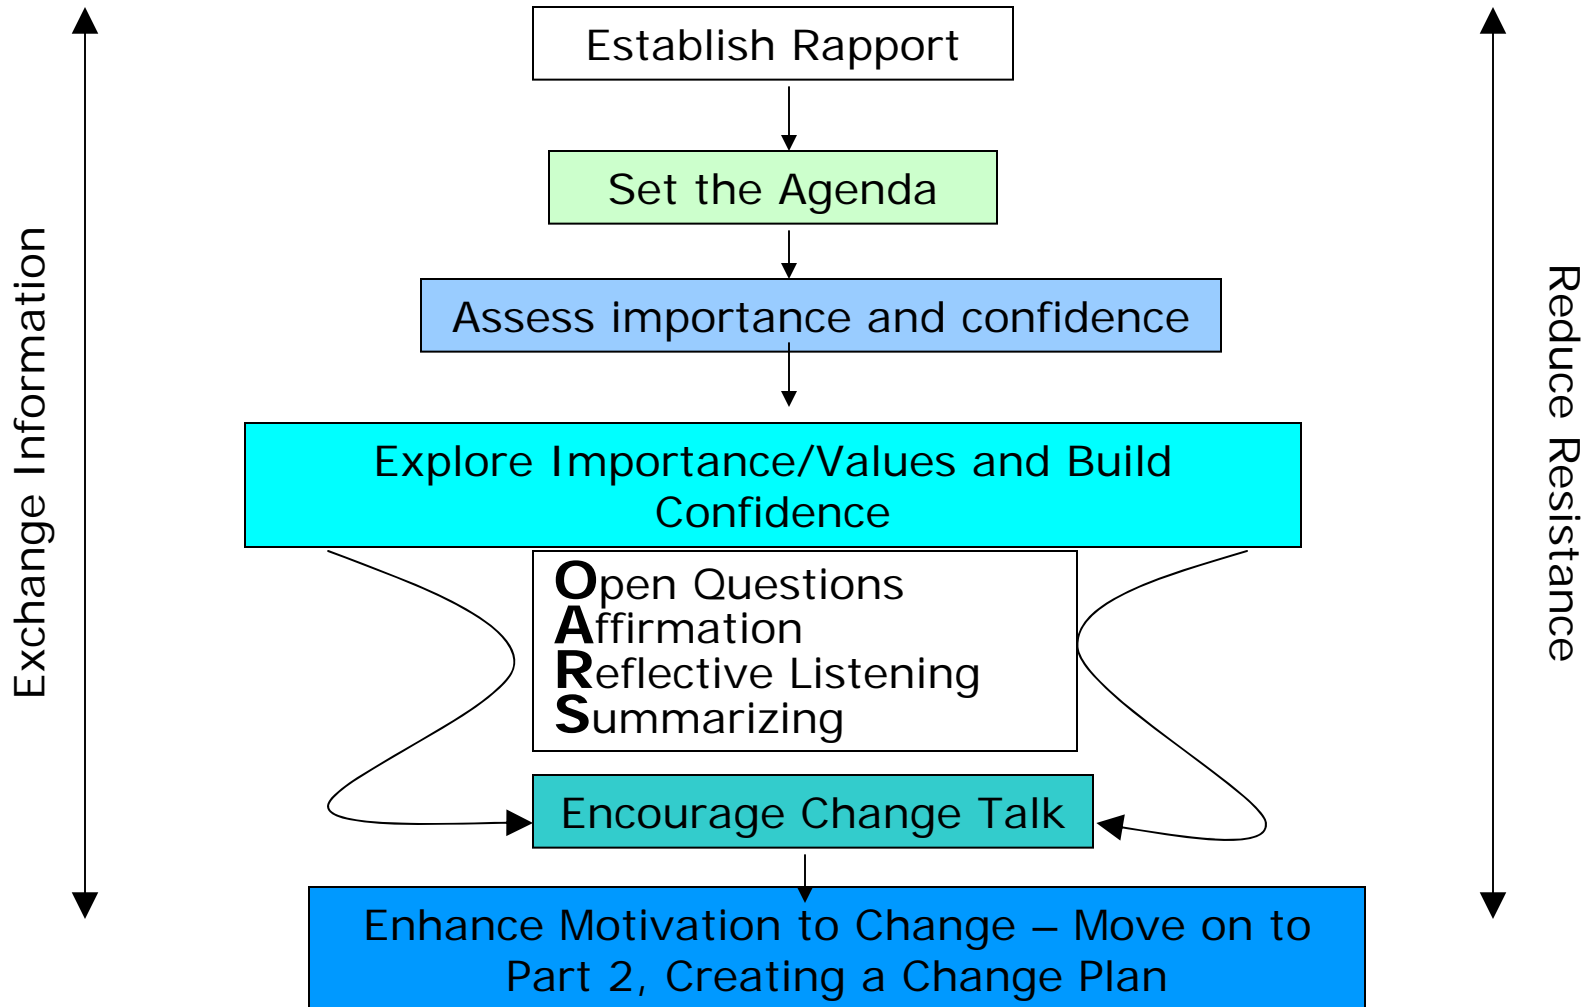 Establish Rapport
Set the Agenda
Assess importance and confidence
Explore Importance/Values and Build
Confidence
Open Questions
Affirmation
Reflective Listening
Summarizing
Encourage Change Talk
Enhance Motivation to Change – Move on to
Part 2, Creating a Change Plan
Exchange Information
Reduce Resistance